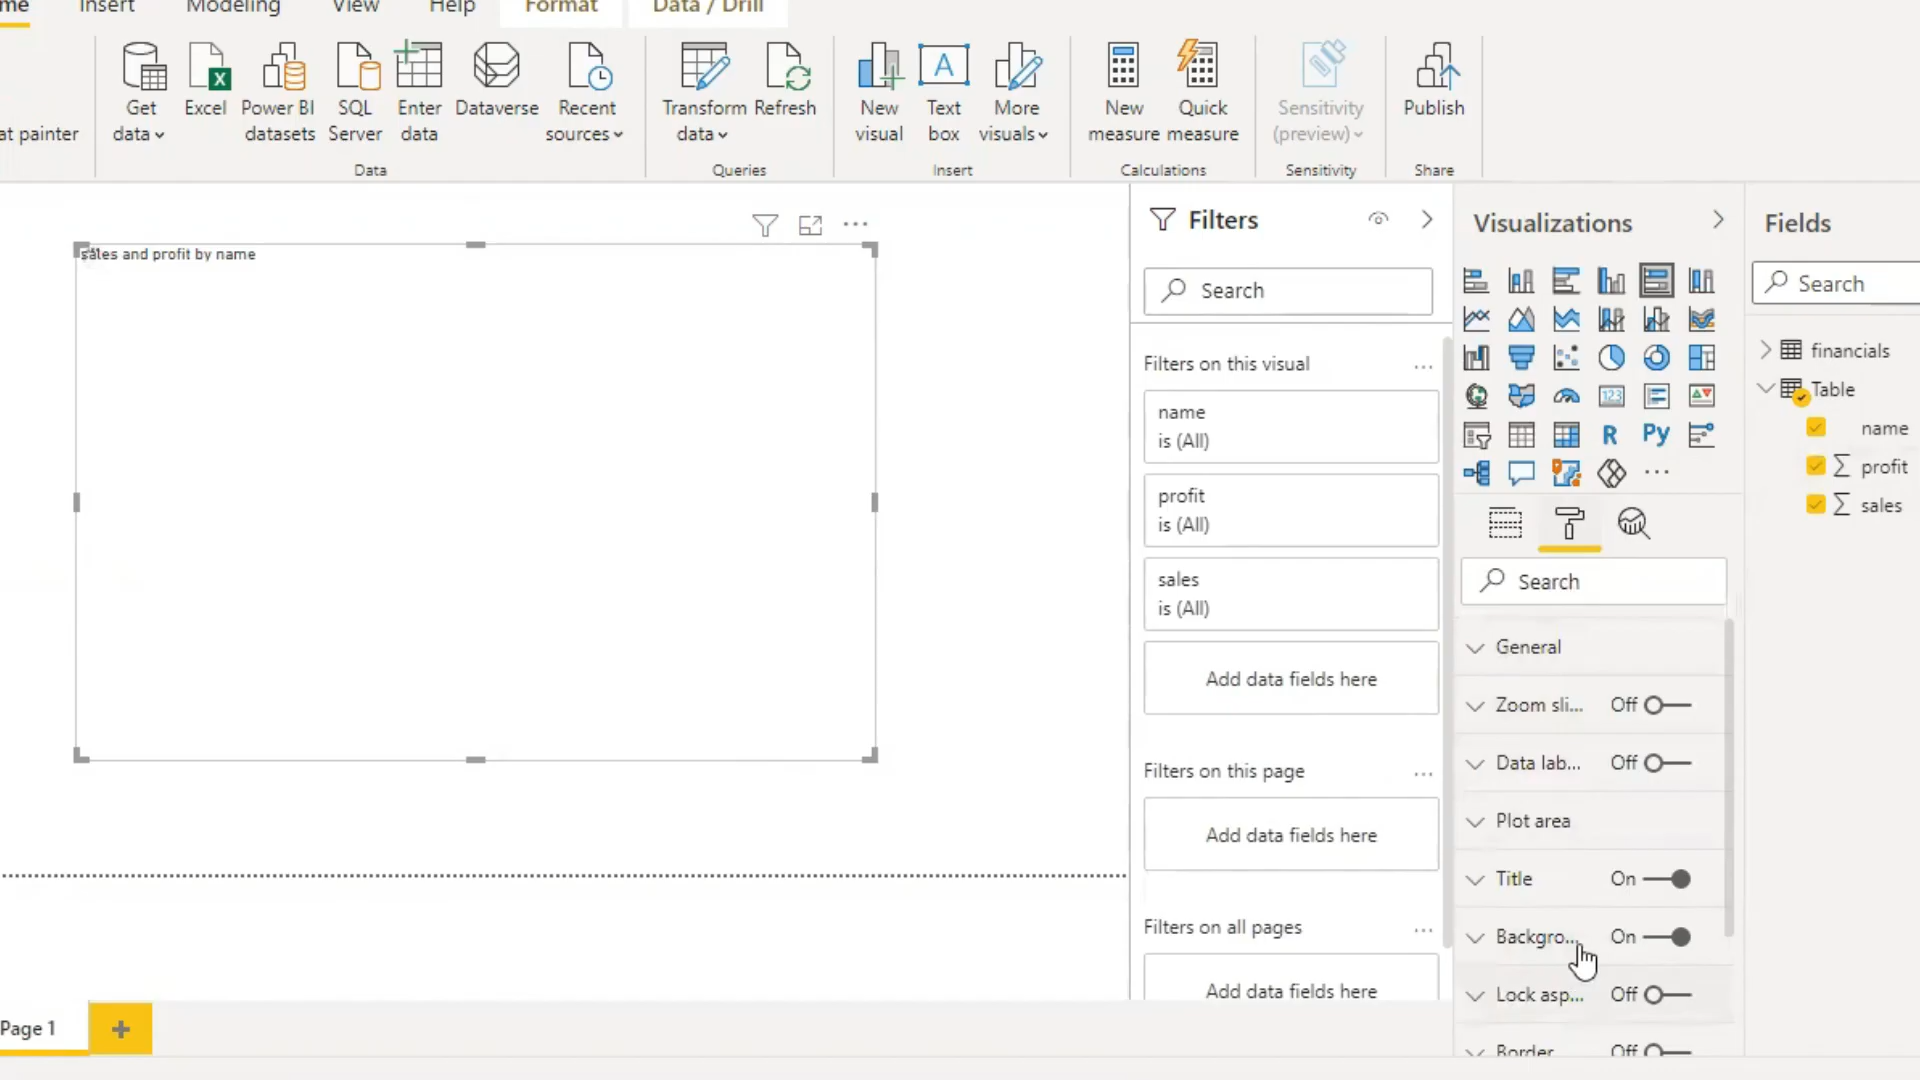 me Insert Modeling View Help Format Data / Drill
Get data Excel Power BI datasets SQL Server Enter data Dataverse Recent sources Transform data Refresh New visual Text box More visuals New measure Quick measure Sensitivity (preview) Publish
at painter
Data Queries Insert Calculations Sensitivity Share
sales and profit by name
Filters
Search
Filters on this visual ...
name
is (All)
profit
is (All)
sales
is (All)
Add data fields here
Filters on this page ...
Add data fields here
Filters on all pages ...
Add data fields here
Visualizations
123
R Py
Search
General
Zoom sli... Off
Data lab... Off
Plot area
Title On
Backgro... On
Lock asp... Off
Border Off
Fields
Search
financials
Table
name
Σ profit
Σ sales
Page 1 +